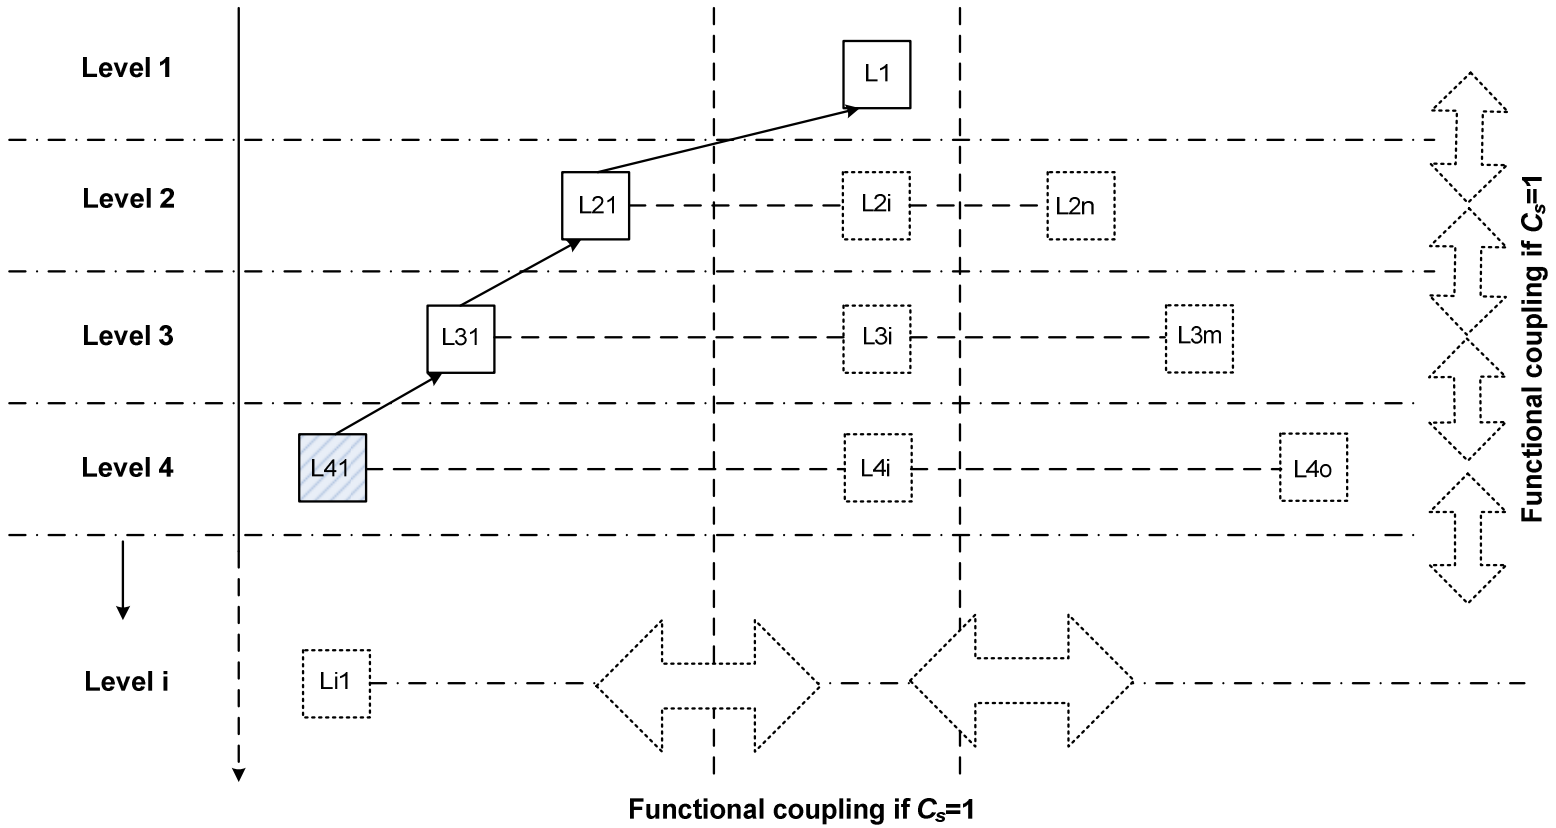 Level 1
L1
Level 2
L21
L2i
L2n
Level 3
L31
L3i
L3m
Level 4
L41
L4i
L4o
Level i
Li1
Functional coupling if Cs=1
Functional coupling if Cs=1